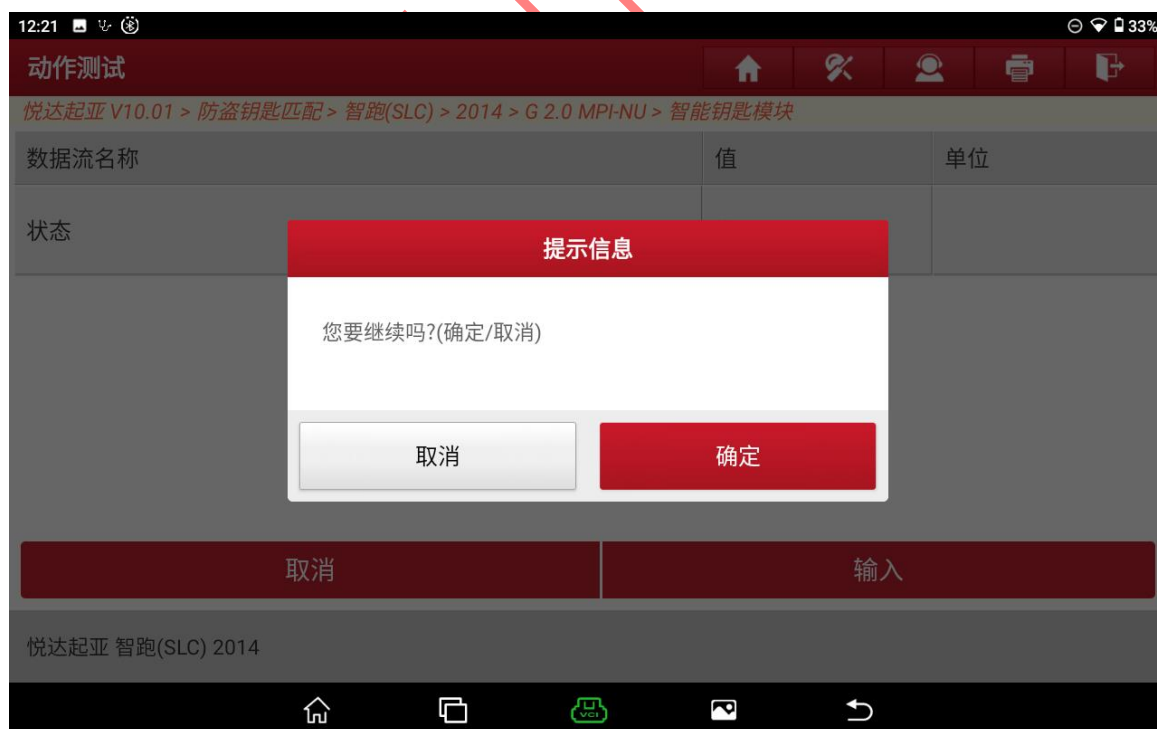 12:21
33%
动作测试
悦达起亚 V10.01 > 防盗钥匙匹配 > 智跑(SLC) > 2014 > G 2.0 MPI-NU > 智能钥匙模块
数据流名称 值 单位
状态
提示信息
您要继续吗?(确定/取消)
取消 确定
取消 输入
悦达起亚 智跑(SLC) 2014
VCI